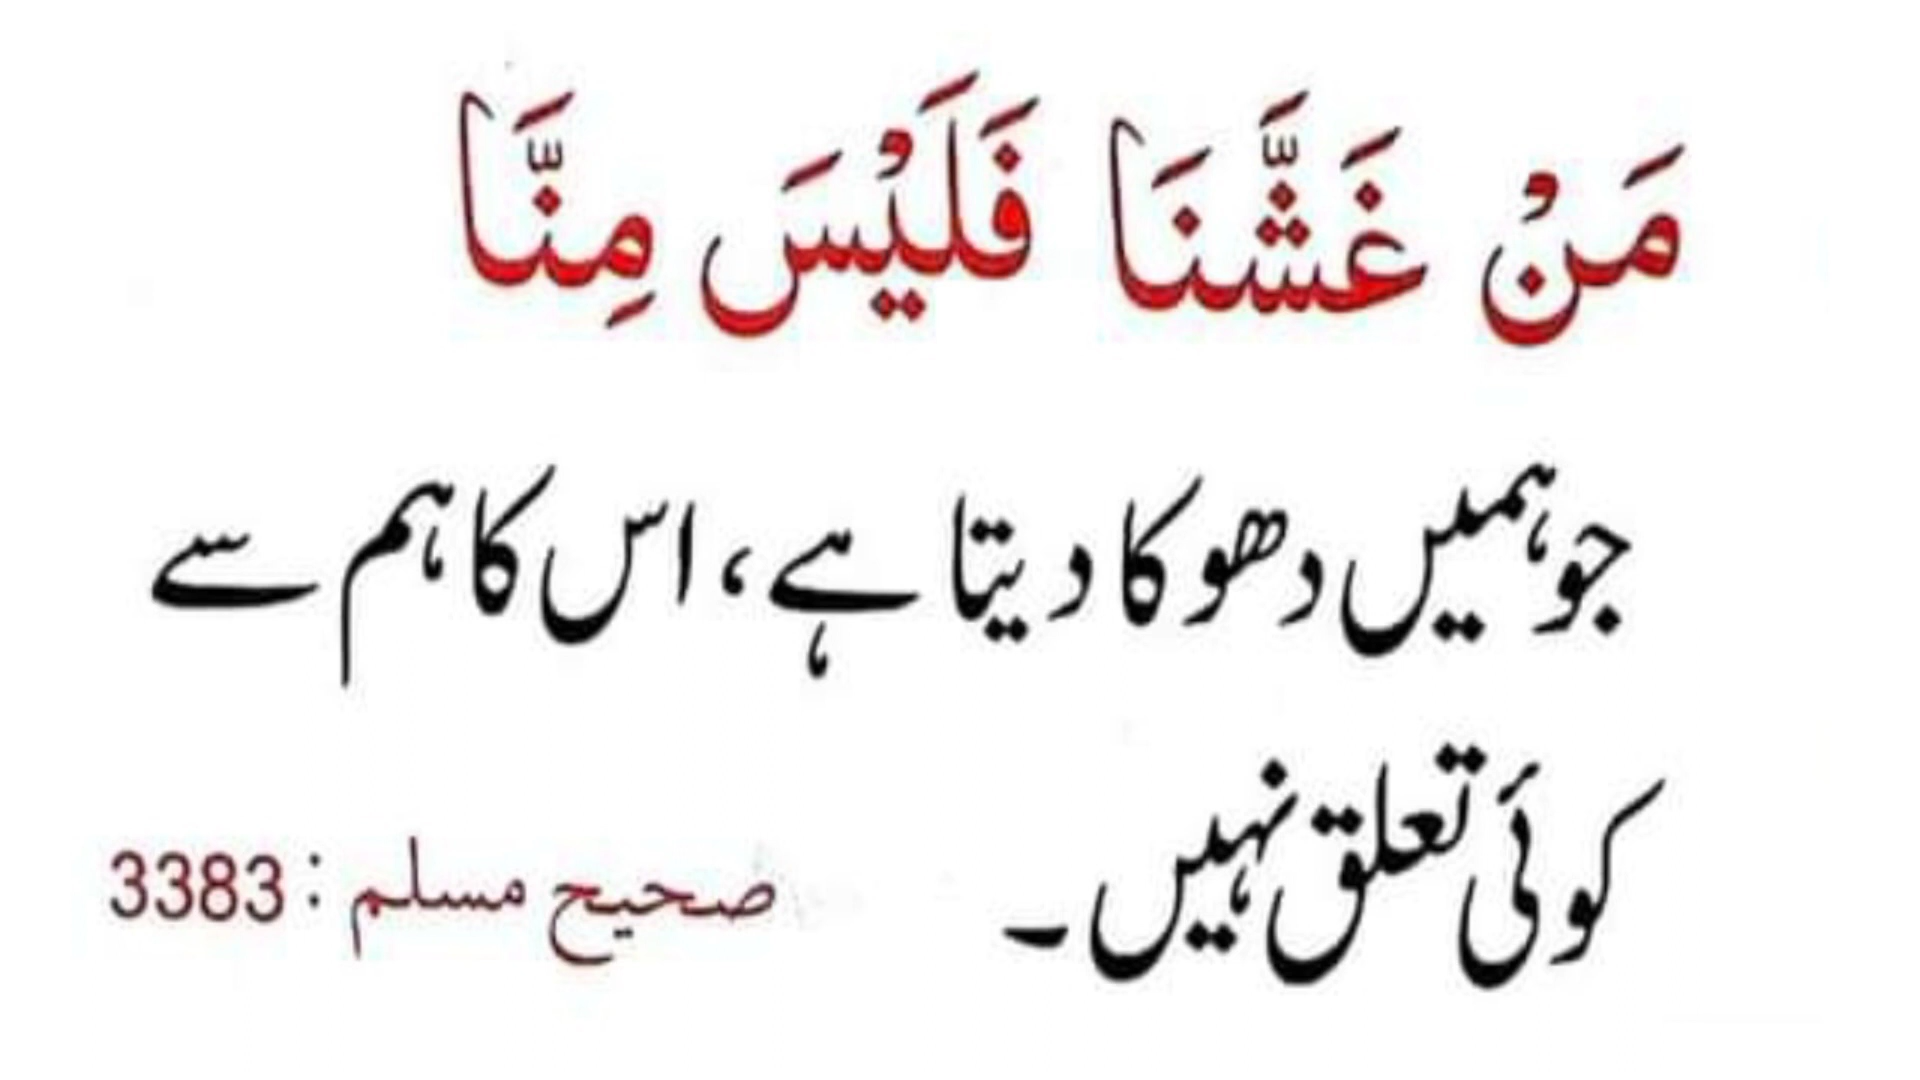 مَنْ غَشَّنَا فَلَيْسَ مِنَّا
جو ہمیں دھوکا دیتا ہے، اس کا ہم سے
کوئی تعلق نہیں۔
صحیح مسلم : 3383